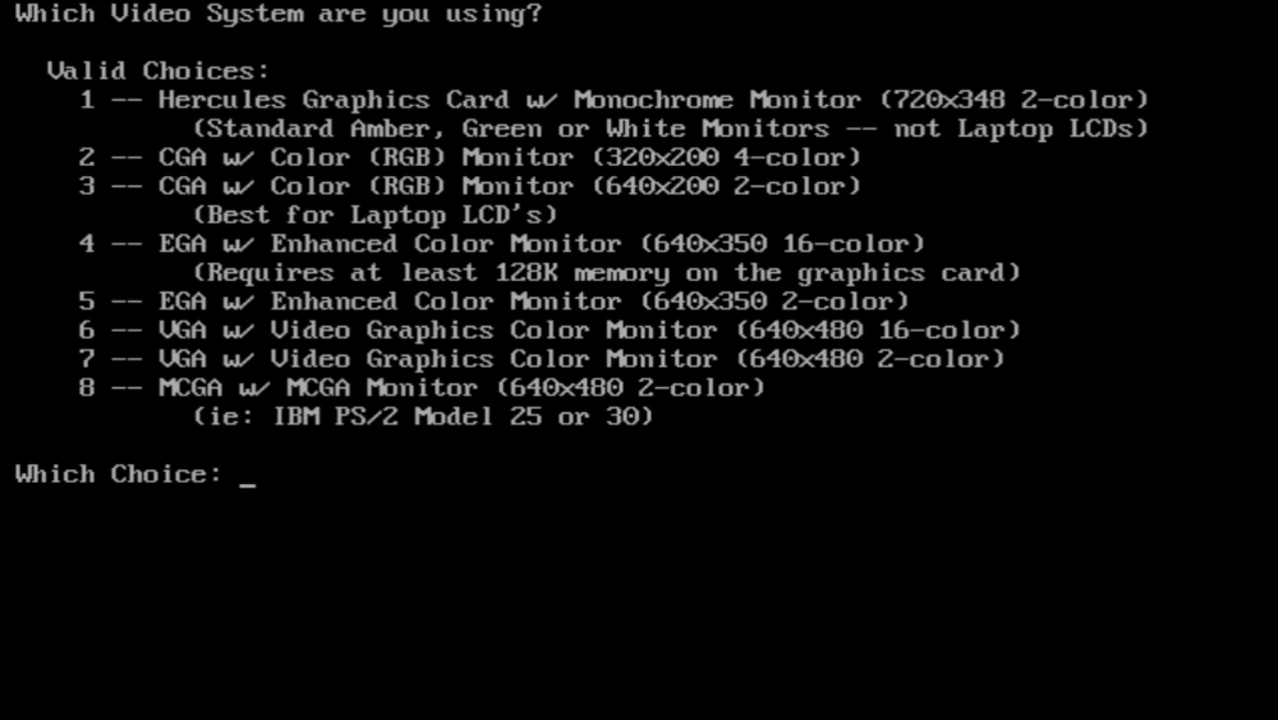 Which Video System are you using?
Valid Choices:
1 -- Hercules Graphics Card w/ Monochrome Monitor (720x348 2-color)
(Standard Amber, Green or White Monitors -- not Laptop LCDs)
2 -- CGA w/ Color (RGB) Monitor (320x200 4-color)
3 -- CGA w/ Color (RGB) Monitor (640x200 2-color)
(Best for Laptop LCD's)
4 -- EGA w/ Enhanced Color Monitor (640x350 16-color)
(Requires at least 128K memory on the graphics card)
5 -- EGA w/ Enhanced Color Monitor (640x350 2-color)
6 -- VGA w/ Video Graphics Color Monitor (640x480 16-color)
7 -- VGA w/ Video Graphics Color Monitor (640x480 2-color)
8 -- MCGA w/ MCGA Monitor (640x480 2-color)
(ie: IBM PS/2 Model 25 or 30)
Which Choice: _